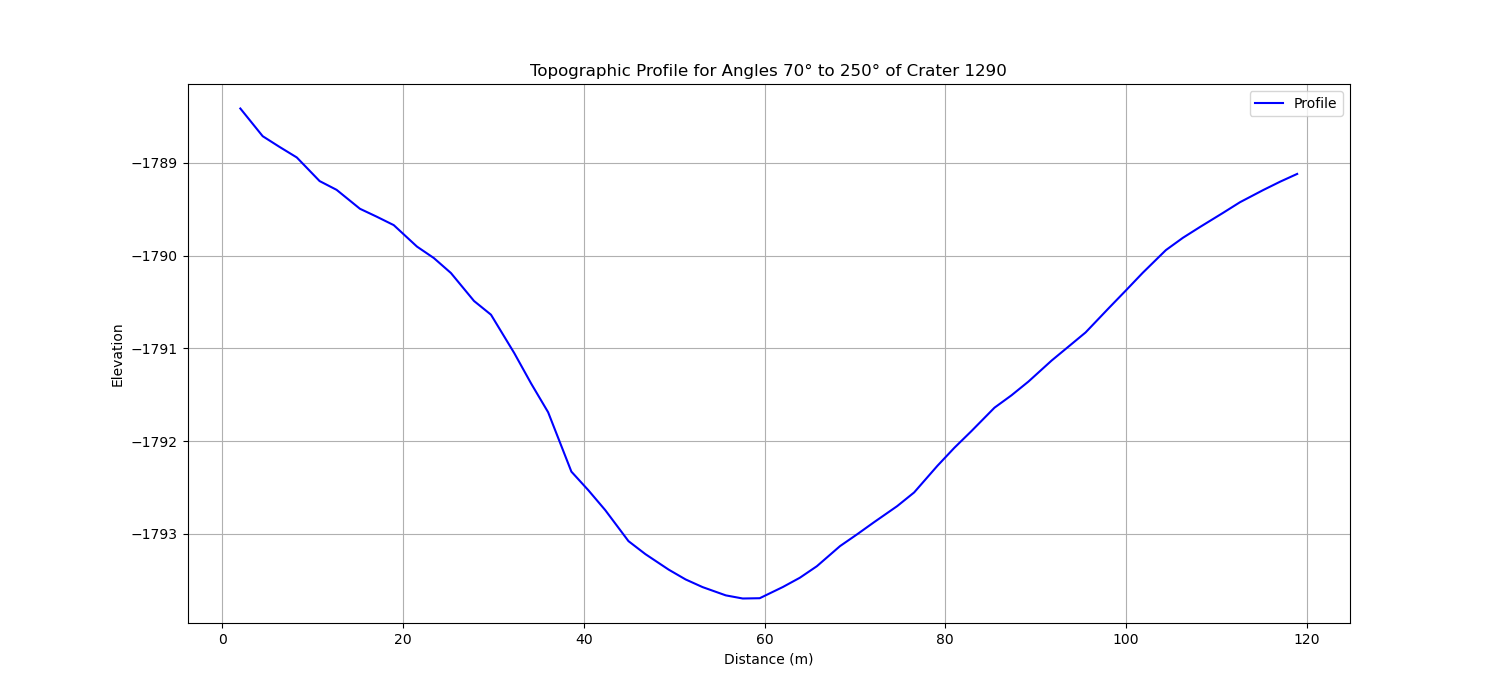 Topographic Profile for Angles 70° to 250° of Crater 1290
Profile
−1789
−1790
−1791
−1792
−1793
Elevation
0 20 40 60 80 100 120
Distance (m)